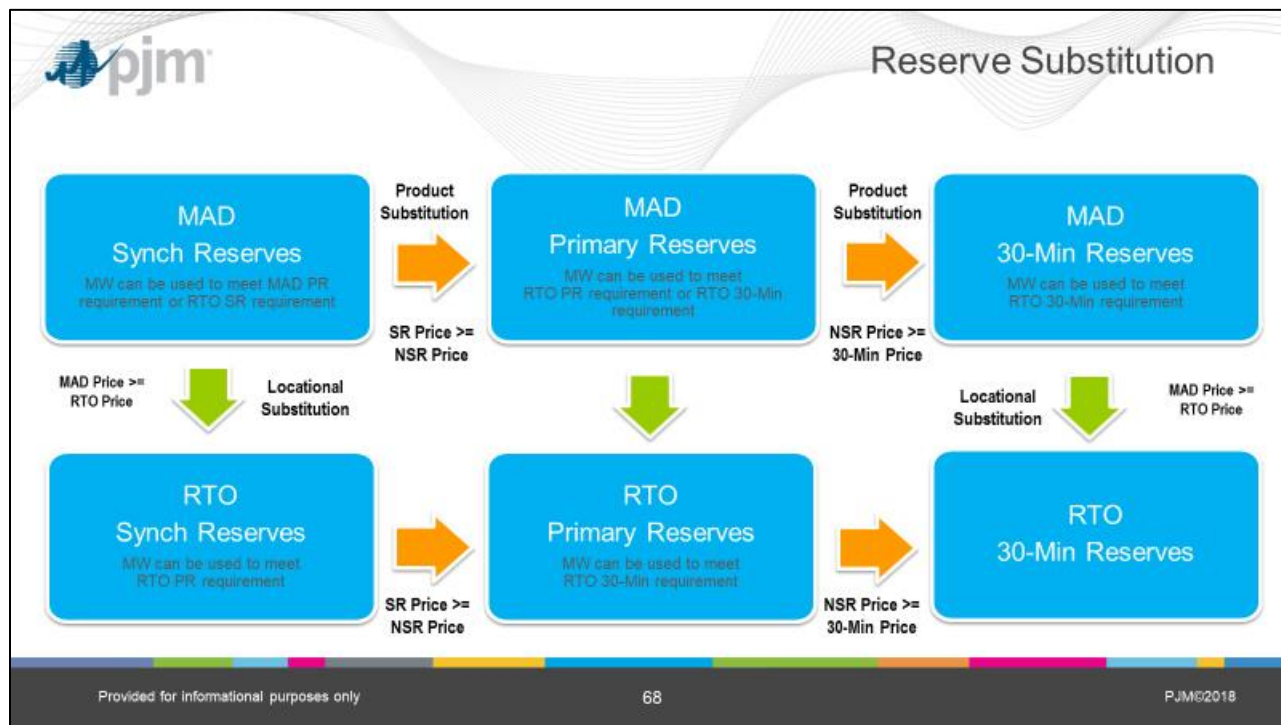 pjm
Reserve Substitution
MAD
Synch Reserves
MW can be used to meet MAD PR
requirement or RTO SR requirement
Product
Substitution
SR Price >=
NSR Price
MAD
Primary Reserves
MW can be used to meet
RTO PR requirement or RTO 30-Min
requirement
Product
Substitution
NSR Price >=
30-Min Price
MAD
30-Min Reserves
MW can be used to meet
RTO 30-Min requirement
MAD Price >=
RTO Price
Locational
Substitution
Locational
Substitution
MAD Price >=
RTO Price
RTO
Synch Reserves
MW can be used to meet
RTO PR requirement
SR Price >=
NSR Price
RTO
Primary Reserves
MW can be used to meet
RTO 30-Min requirement
NSR Price >=
30-Min Price
RTO
30-Min Reserves
Provided for informational purposes only
68
PJM©2018